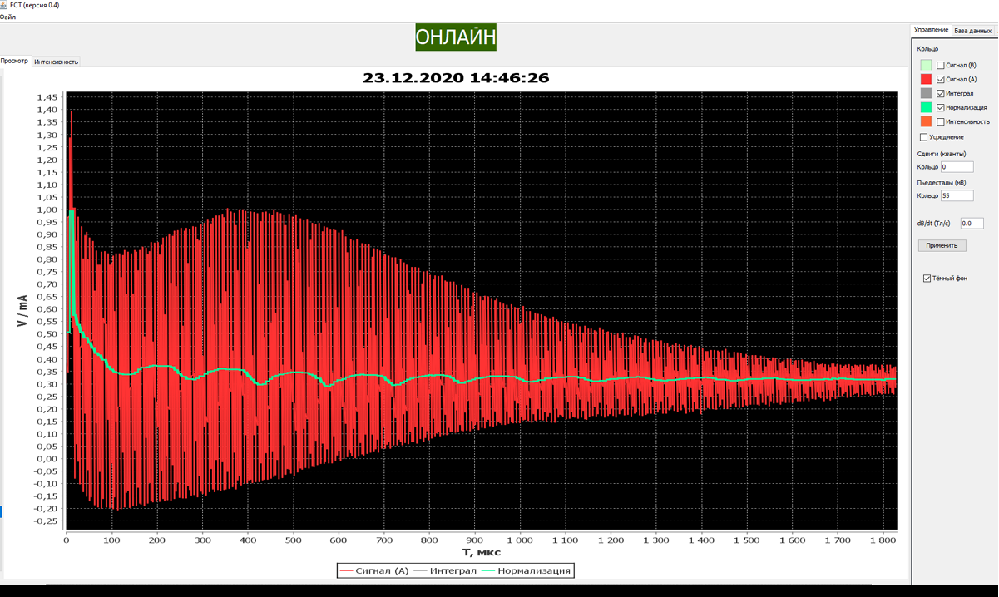 FCT (версия 0.4)
Файл
ОНЛАЙН
Просмотр Интенсивность
Управление База данных
23.12.2020 14:46:26
1,45
1,40
1,35
1,30
1,25
1,20
1,15
1,10
1,05
1,00
0,95
0,90
0,85
0,80
0,75
0,70
0,65
0,60
0,55
0,50
0,45
0,40
0,35
0,30
0,25
0,20
0,15
0,10
0,05
0,00
-0,05
-0,10
-0,15
-0,20
-0,25
V / mA
0 100 200 300 400 500 600 700 800 900 1 000 1 100 1 200 1 300 1 400 1 500 1 600 1 700 1 800
T, мкс
Сигнал (A) Интеграл Нормализация
Кольцо
Сигнал (B)
Сигнал (A)
Интеграл
Нормализация
Интенсивность
Усреднение
Сдвиги (кванты)
Кольцо 0
Пьедесталы (мВ)
Кольцо 55
dB/dt (Тл/с) 0.0
Применить
Тёмный фон